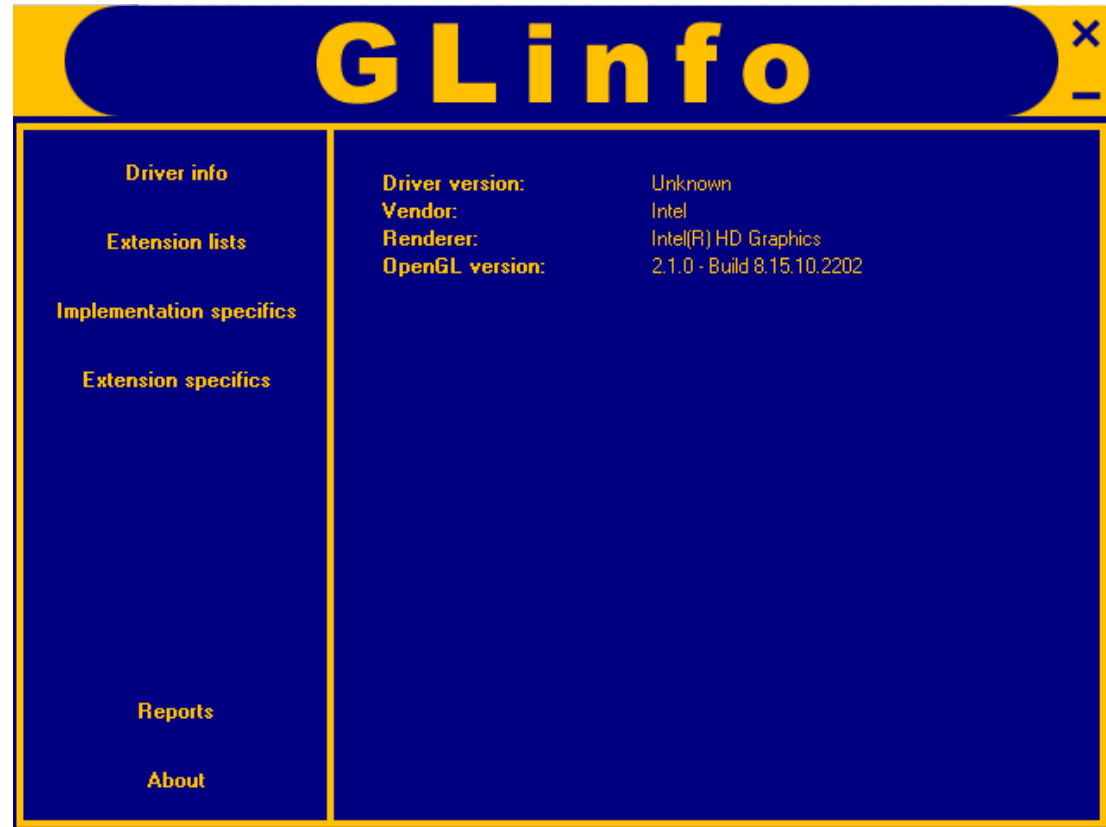 GLinfo
Driver info
Extension lists
Implementation specifics
Extension specifics
Reports
About
Driver version: Unknown
Vendor: Intel
Renderer: Intel(R) HD Graphics
OpenGL version: 2.1.0 - Build 8.15.10.2202